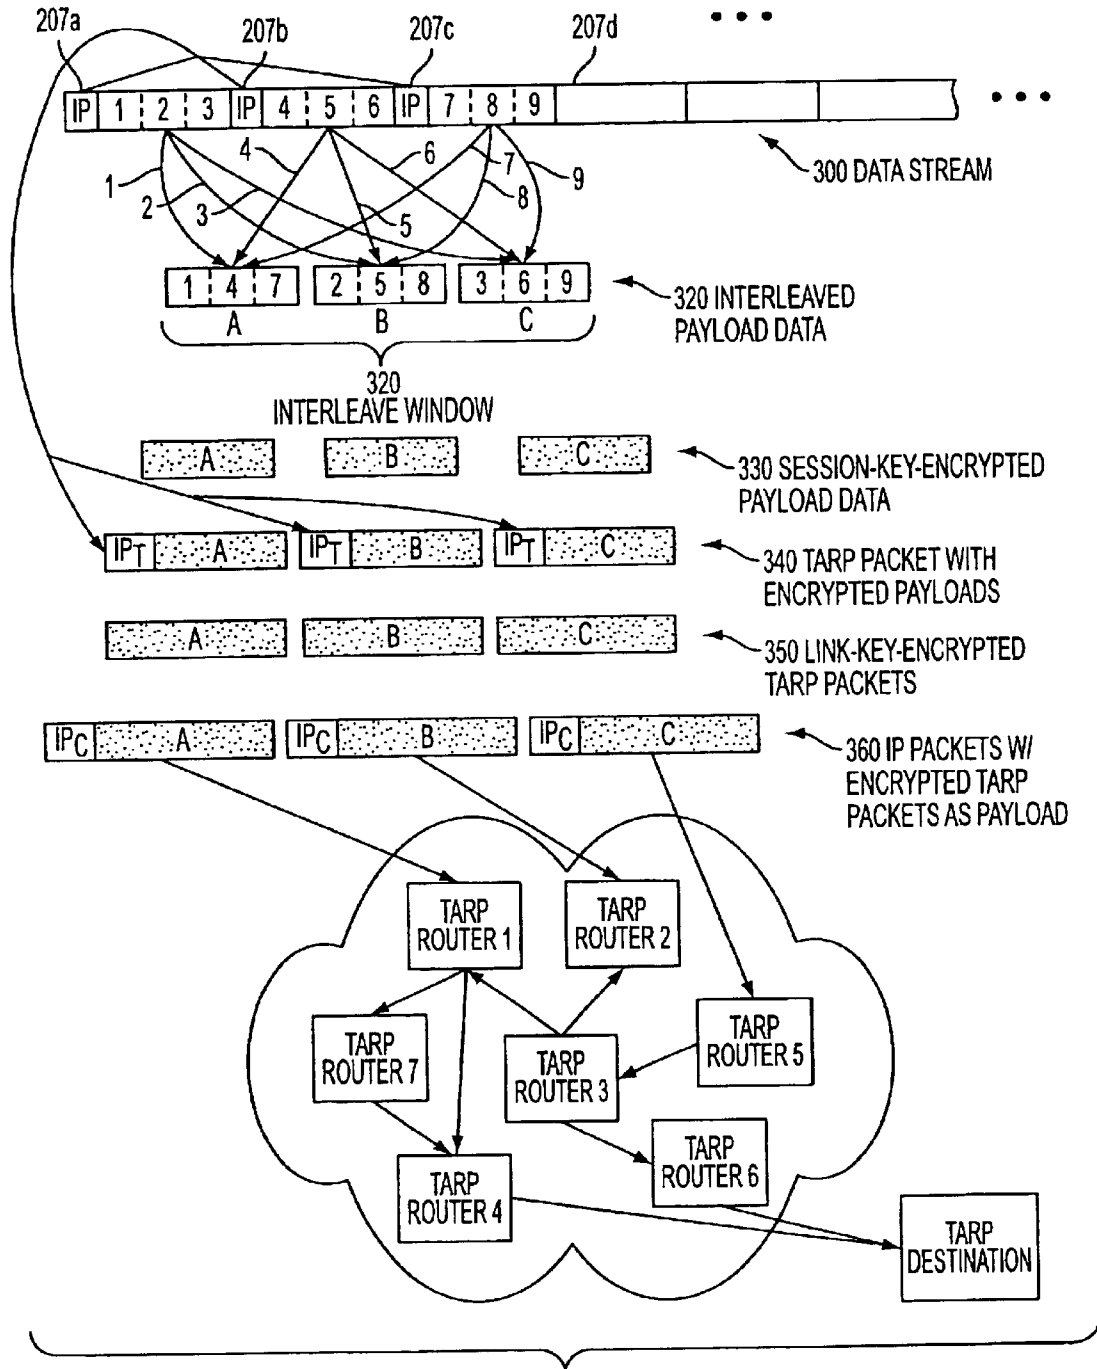 207a 207b 207c 207d
IP 1 2 3 IP 4 5 6 IP 7 8 9
300 DATA STREAM
1 2 3 4 5 6 7 8 9
1 4 7 2 5 8 3 6 9
A B C
320 INTERLEAVED
PAYLOAD DATA
320
INTERLEAVE WINDOW
A B C
330 SESSION-KEY-ENCRYPTED
PAYLOAD DATA
IPT A IPT B IPT C
340 TARP PACKET WITH
ENCRYPTED PAYLOADS
A B C
350 LINK-KEY-ENCRYPTED
TARP PACKETS
IPC A IPC B IPC C
360 IP PACKETS W/
ENCRYPTED TARP
PACKETS AS PAYLOAD
TARP
ROUTER 1
TARP
ROUTER 2
TARP
ROUTER 7
TARP
ROUTER 3
TARP
ROUTER 5
TARP
ROUTER 4
TARP
ROUTER 6
TARP
DESTINATION